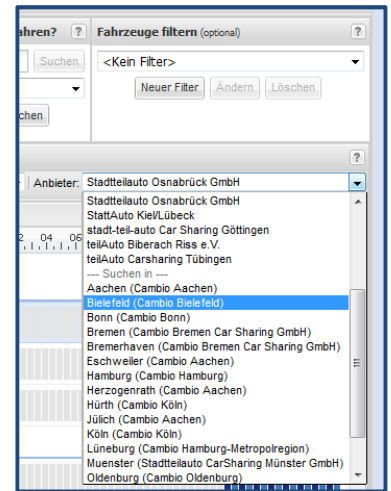 ahren? ? Fahrzeuge filtern (optional) ?
Suchen <Kein Filter>
Neuer Filter Ändern Löschen
chen
?
Anbieter: Stadtteilauto Osnabrück GmbH
Stadtteilauto Osnabrück GmbH
StattAuto Kiel/Lübeck
2 04 06 stadt-teil-auto Car Sharing Göttingen
teilAuto Biberach Riss e.V.
teilAuto Carsharing Tübingen
--- Suchen in ---
Aachen (Cambio Aachen)
Bielefeld (Cambio Bielefeld)
Bonn (Cambio Bonn)
Bremen (Cambio Bremen Car Sharing GmbH)
Bremerhaven (Cambio Bremen Car Sharing GmbH)
Eschweiler (Cambio Aachen)
Hamburg (Cambio Hamburg)
Herzogenrath (Cambio Aachen)
Hürth (Cambio Köln)
Jülich (Cambio Aachen)
Köln (Cambio Köln)
Lüneburg (Cambio Hamburg-Metropolregion)
Muenster (Stadtteilauto CarSharing Münster GmbH)
Oldenburg (Cambio Oldenburg)